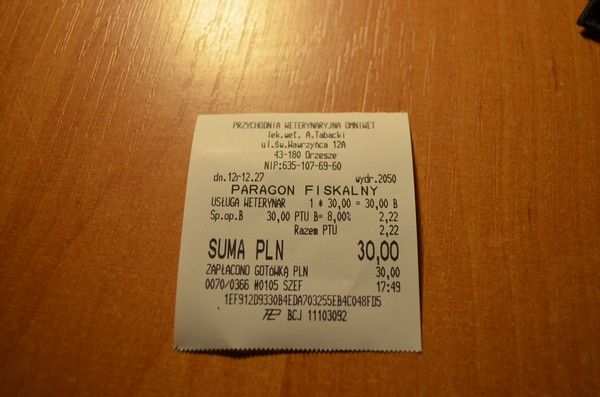 PRZYCHODNIA WETERYNARYJNA OMNIWET
lek.wet. A.Tabacki
ul.św.Wawrzyńca 12A
43-180 Orzesze
NIP:635-107-69-60
dn.12r12.27 wydr.2050
PARAGON FISKALNY
USŁUGA WETERYNAR 1 * 30,00 = 30,00 B
Sp.op.B 30,00 PTU B= 8,00% 2,22
Razem PTU 2,22
SUMA PLN 30,00
ZAPŁACONO GOTÓWKĄ PLN 30,00
0070/0366 #0105 SZEF 17:49
1EF912D9330B4EDA703255EB4C048FD5
BCJ 11103092